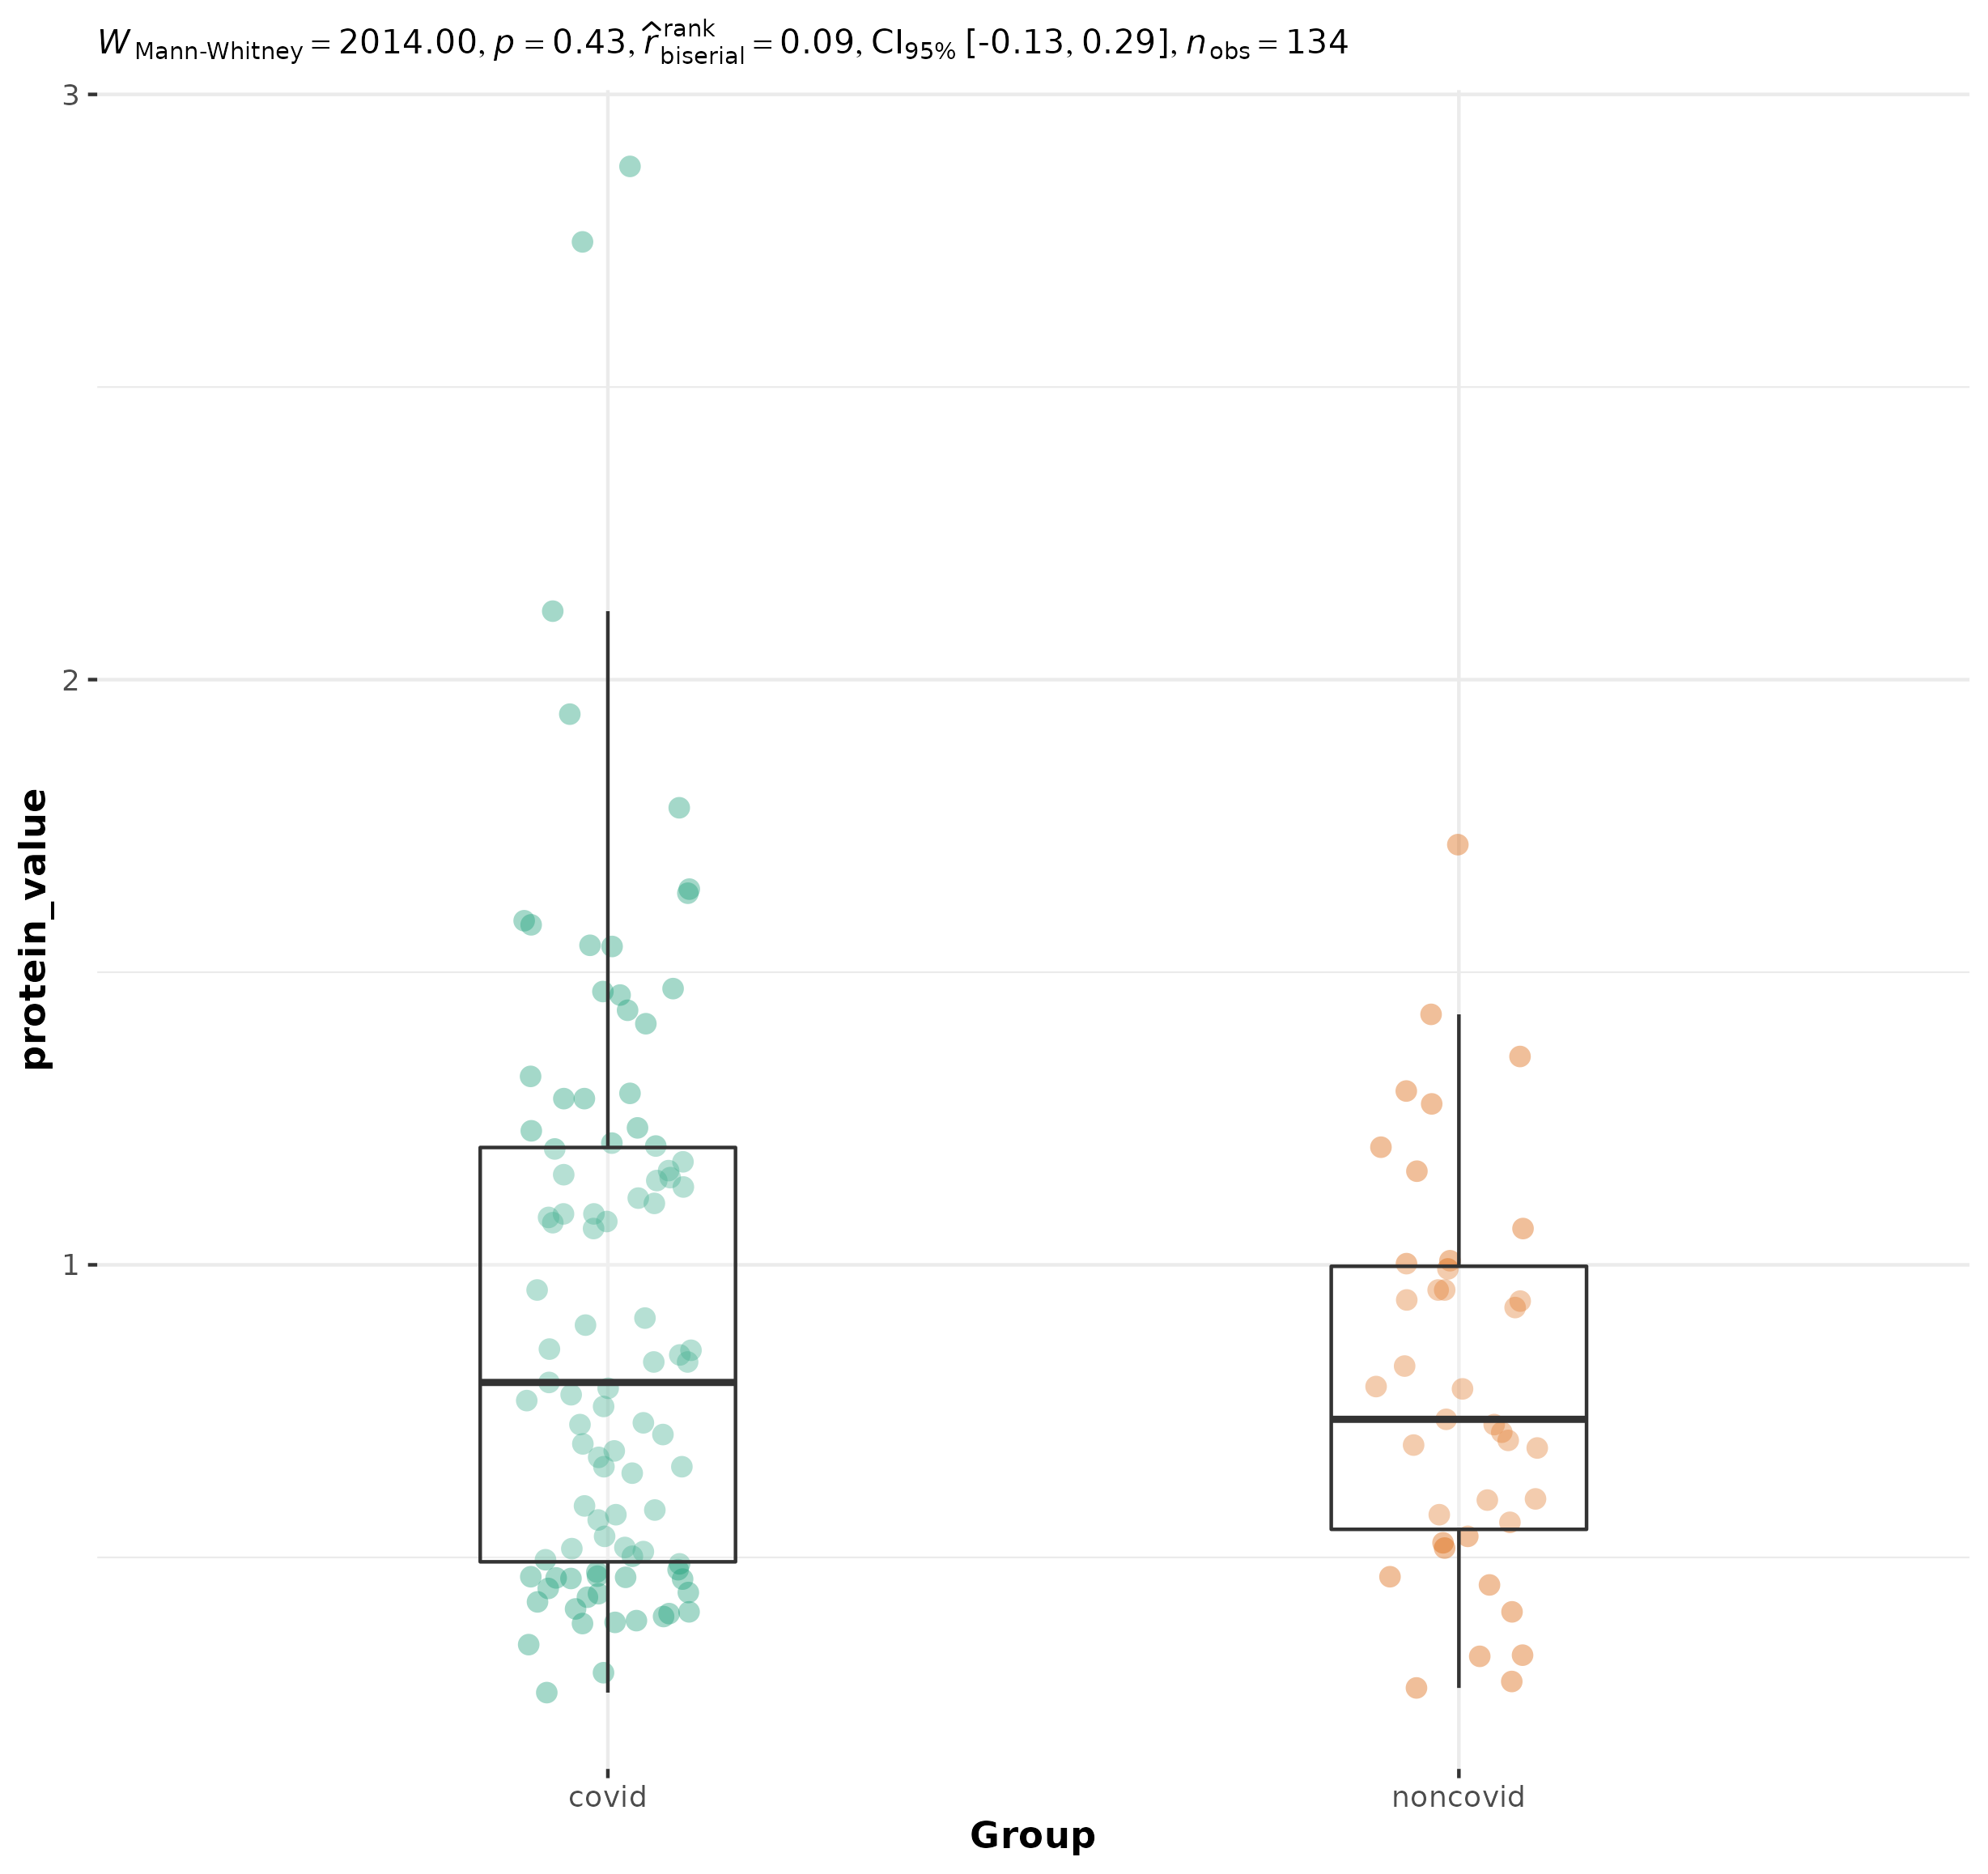 W Mann-Whitney = 2014.00, p = 0.43, r̂ rank biserial = 0.09, CI95% [-0.13, 0.29], n obs = 134
3
2
1
protein_value
covid noncovid
Group